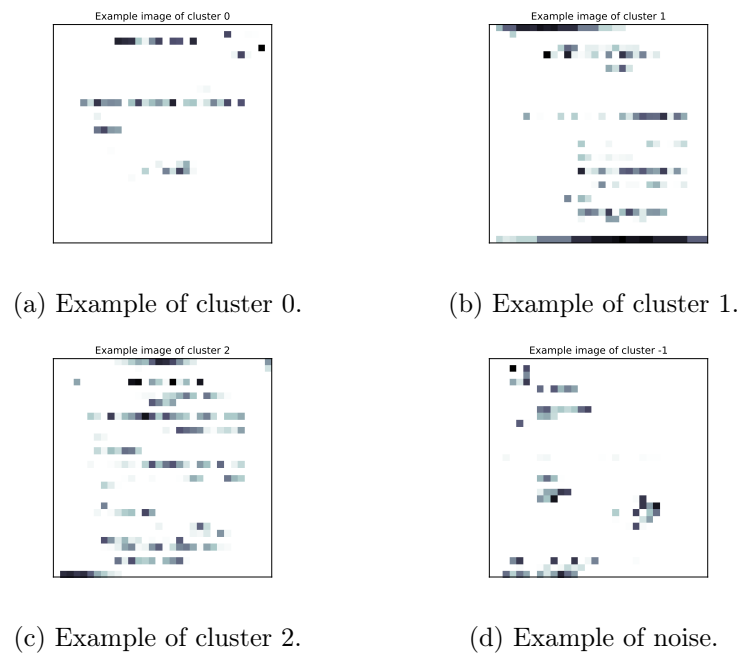 Example image of cluster 0
Example image of cluster 1
(a) Example of cluster 0.
(b) Example of cluster 1.
Example image of cluster 2
Example image of cluster -1
(c) Example of cluster 2.
(d) Example of noise.